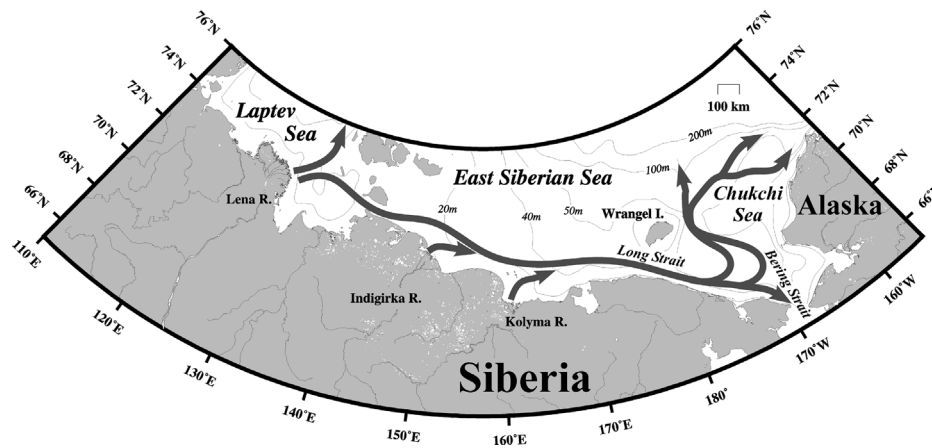 76°N
74°N
72°N
70°N
68°N
66°N
110°E
120°E
130°E
140°E
150°E
160°E
170°E
180°
170°W
160°W
66°N
68°N
70°N
72°N
74°N
76°N
100 km
Laptev
Sea
Lena R.
East Siberian Sea
20m
40m
50m
100m
200m
Wrangel I.
Long Strait
Chukchi
Sea
Bering Strait
Alaska
Indigirka R.
Kolyma R.
Siberia